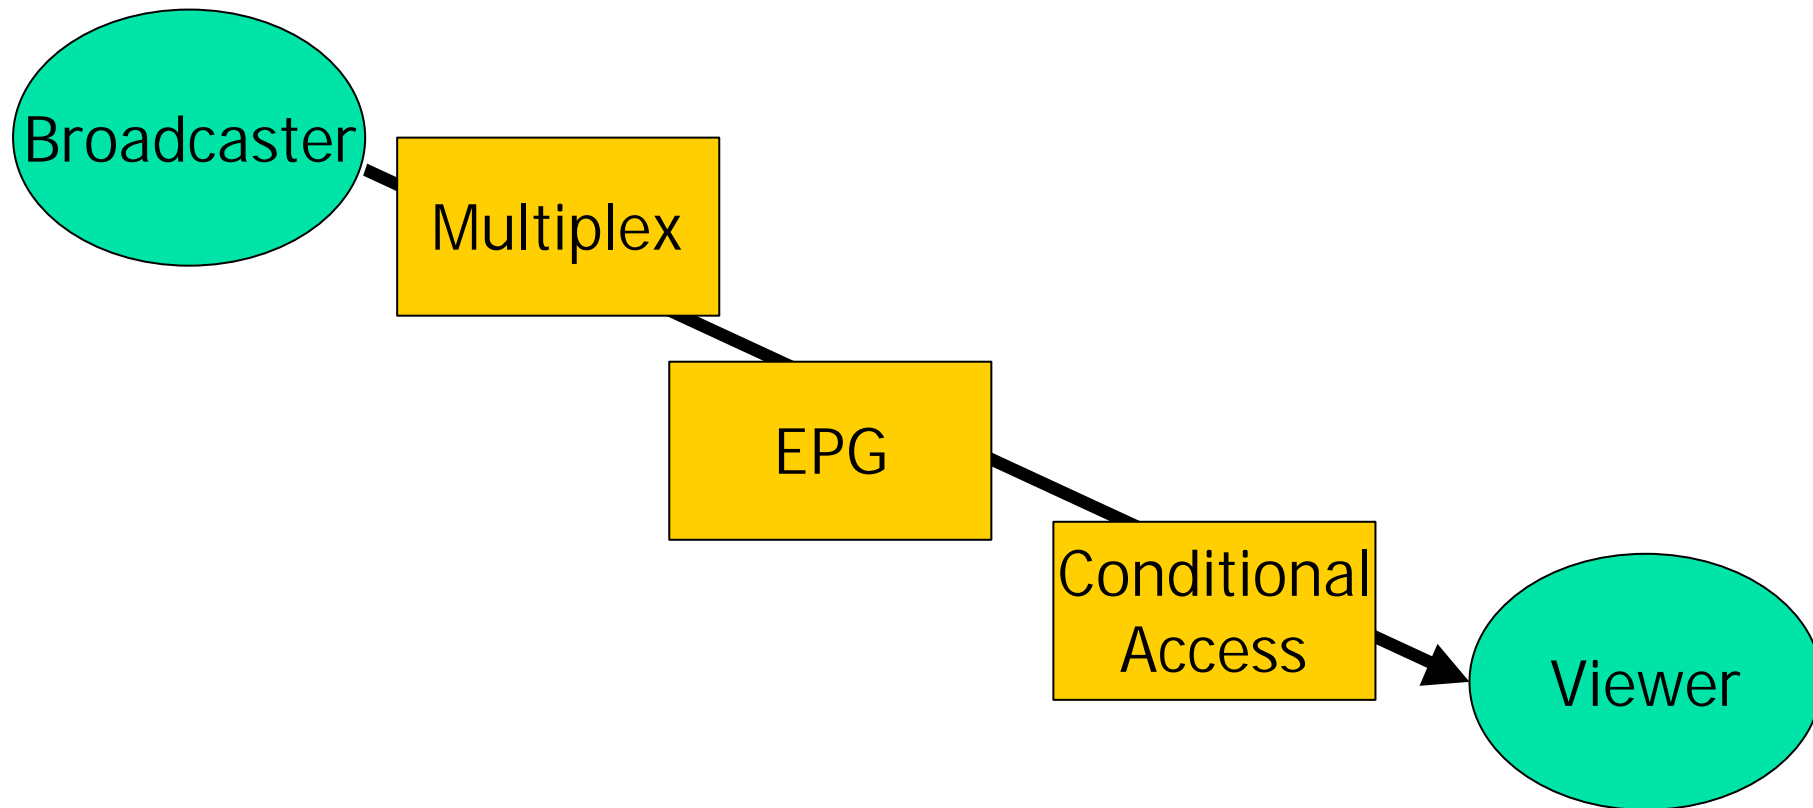 Broadcaster
Multiplex
EPG
Conditional
Access
Viewer